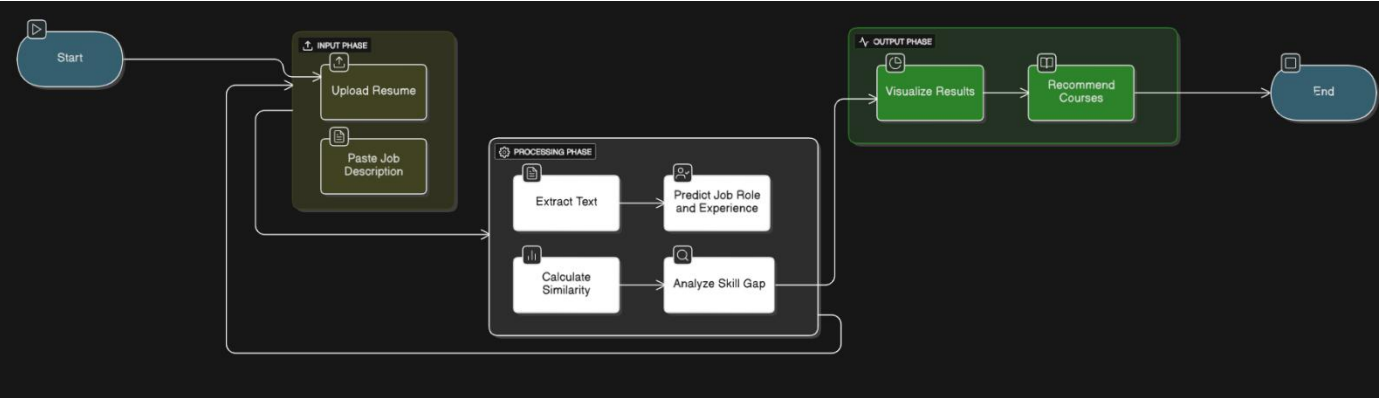 Start
INPUT PHASE
Upload Resume
Paste Job
Description
PROCESSING PHASE
Extract Text
Predict Job Role
and Experience
Calculate
Similarity
Analyze Skill Gap
OUTPUT PHASE
Visualize Results
Recommend
Courses
End